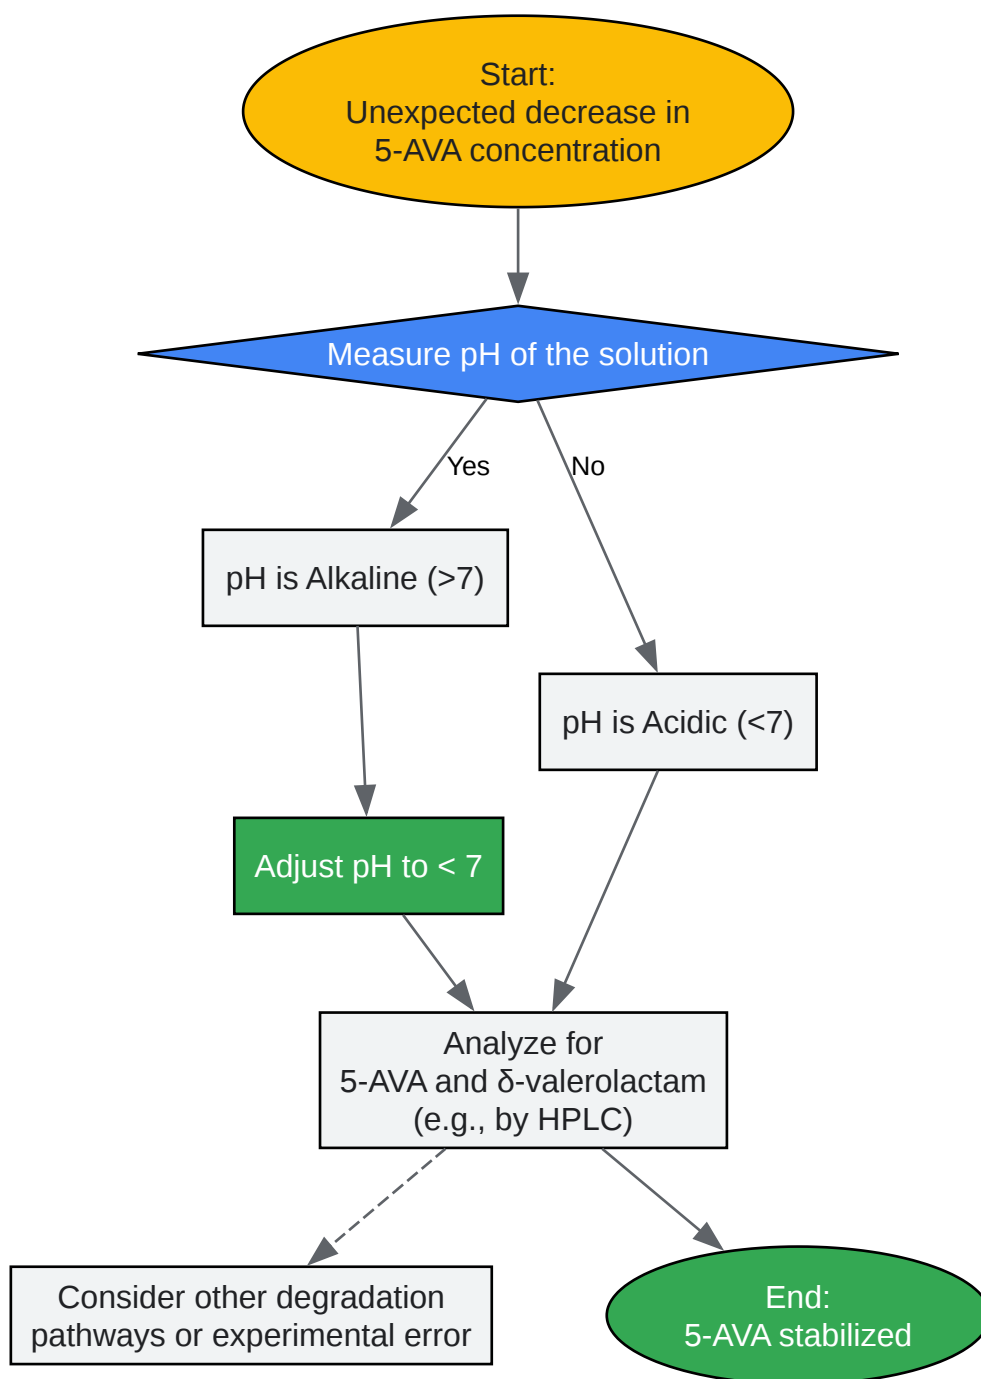 Start:
Unexpected decrease in
5-AVA concentration
Measure pH of the solution
Yes
No
pH is Alkaline (>7)
pH is Acidic (<7)
Adjust pH to < 7
Analyze for
5-AVA and δ-valerolactam
(e.g., by HPLC)
Consider other degradation
pathways or experimental error
End:
5-AVA stabilized